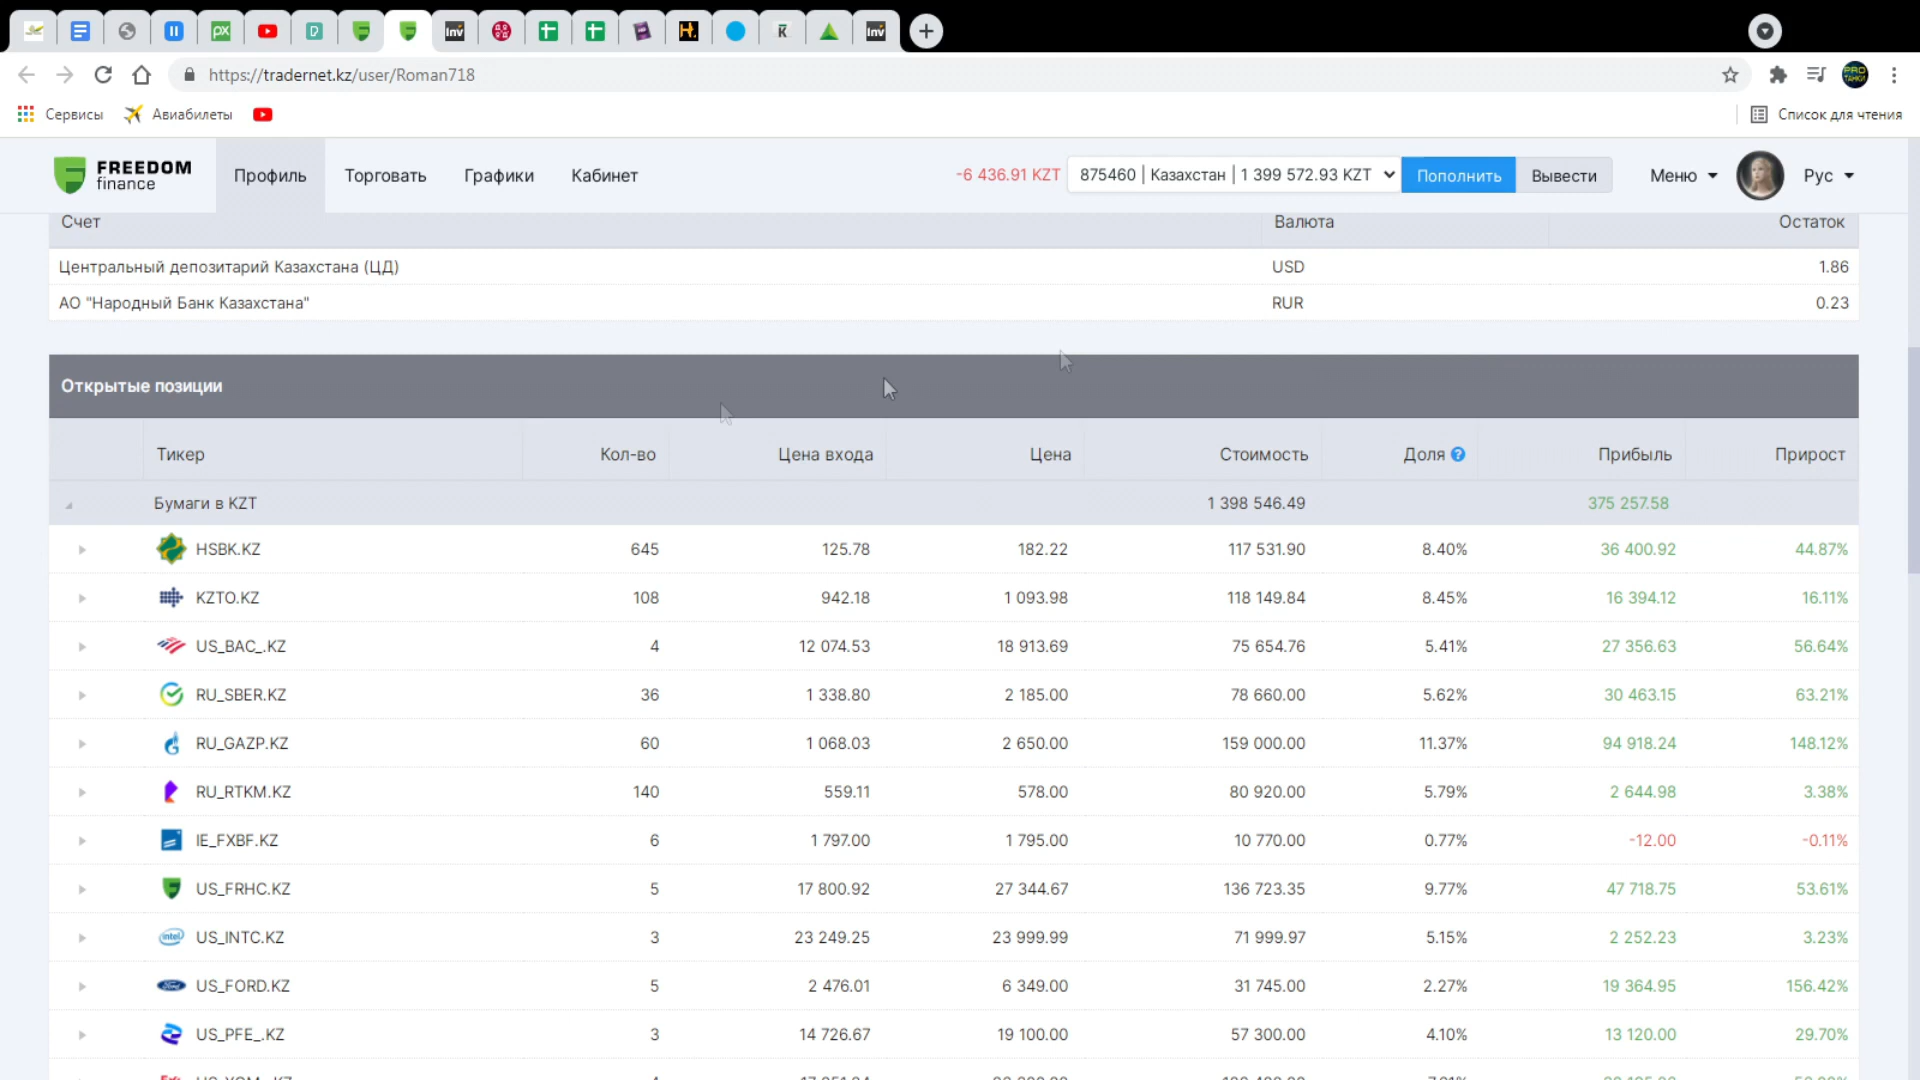 https://tradernet.kz/user/Roman718
Сервисы Авиабилеты Список для чтения
FREEDOM
finance
Профиль Торговать Графики Кабинет -6 436.91 KZT 875460 | Казахстан | 1 399 572.93 KZT Пополнить Вывести Меню Рус
Счет Валюта Остаток
Центральный депозитарий Казахстана (ЦД) USD 1.86
АО "Народный Банк Казахстана" RUR 0.23
Открытые позиции
Тикер Кол-во Цена входа Цена Стоимость Доля ? Прибыль Прирост
Бумаги в KZT 1 398 546.49 375 257.58
HSBK.KZ 645 125.78 182.22 117 531.90 8.40% 36 400.92 44.87%
KZTO.KZ 108 942.18 1 093.98 118 149.84 8.45% 16 394.12 16.11%
US_BAC_.KZ 4 12 074.53 18 913.69 75 654.76 5.41% 27 356.63 56.64%
RU_SBER.KZ 36 1 338.80 2 185.00 78 660.00 5.62% 30 463.15 63.21%
RU_GAZP.KZ 60 1 068.03 2 650.00 159 000.00 11.37% 94 918.24 148.12%
RU_RTKM.KZ 140 559.11 578.00 80 920.00 5.79% 2 644.98 3.38%
IE_FXBF.KZ 6 1 797.00 1 795.00 10 770.00 0.77% -12.00 -0.11%
US_FRHC.KZ 5 17 800.92 27 344.67 136 723.35 9.77% 47 718.75 53.61%
US_INTC.KZ 3 23 249.25 23 999.99 71 999.97 5.15% 2 252.23 3.23%
US_FORD.KZ 5 2 476.01 6 349.00 31 745.00 2.27% 19 364.95 156.42%
US_PFE_.KZ 3 14 726.67 19 100.00 57 300.00 4.10% 13 120.00 29.70%